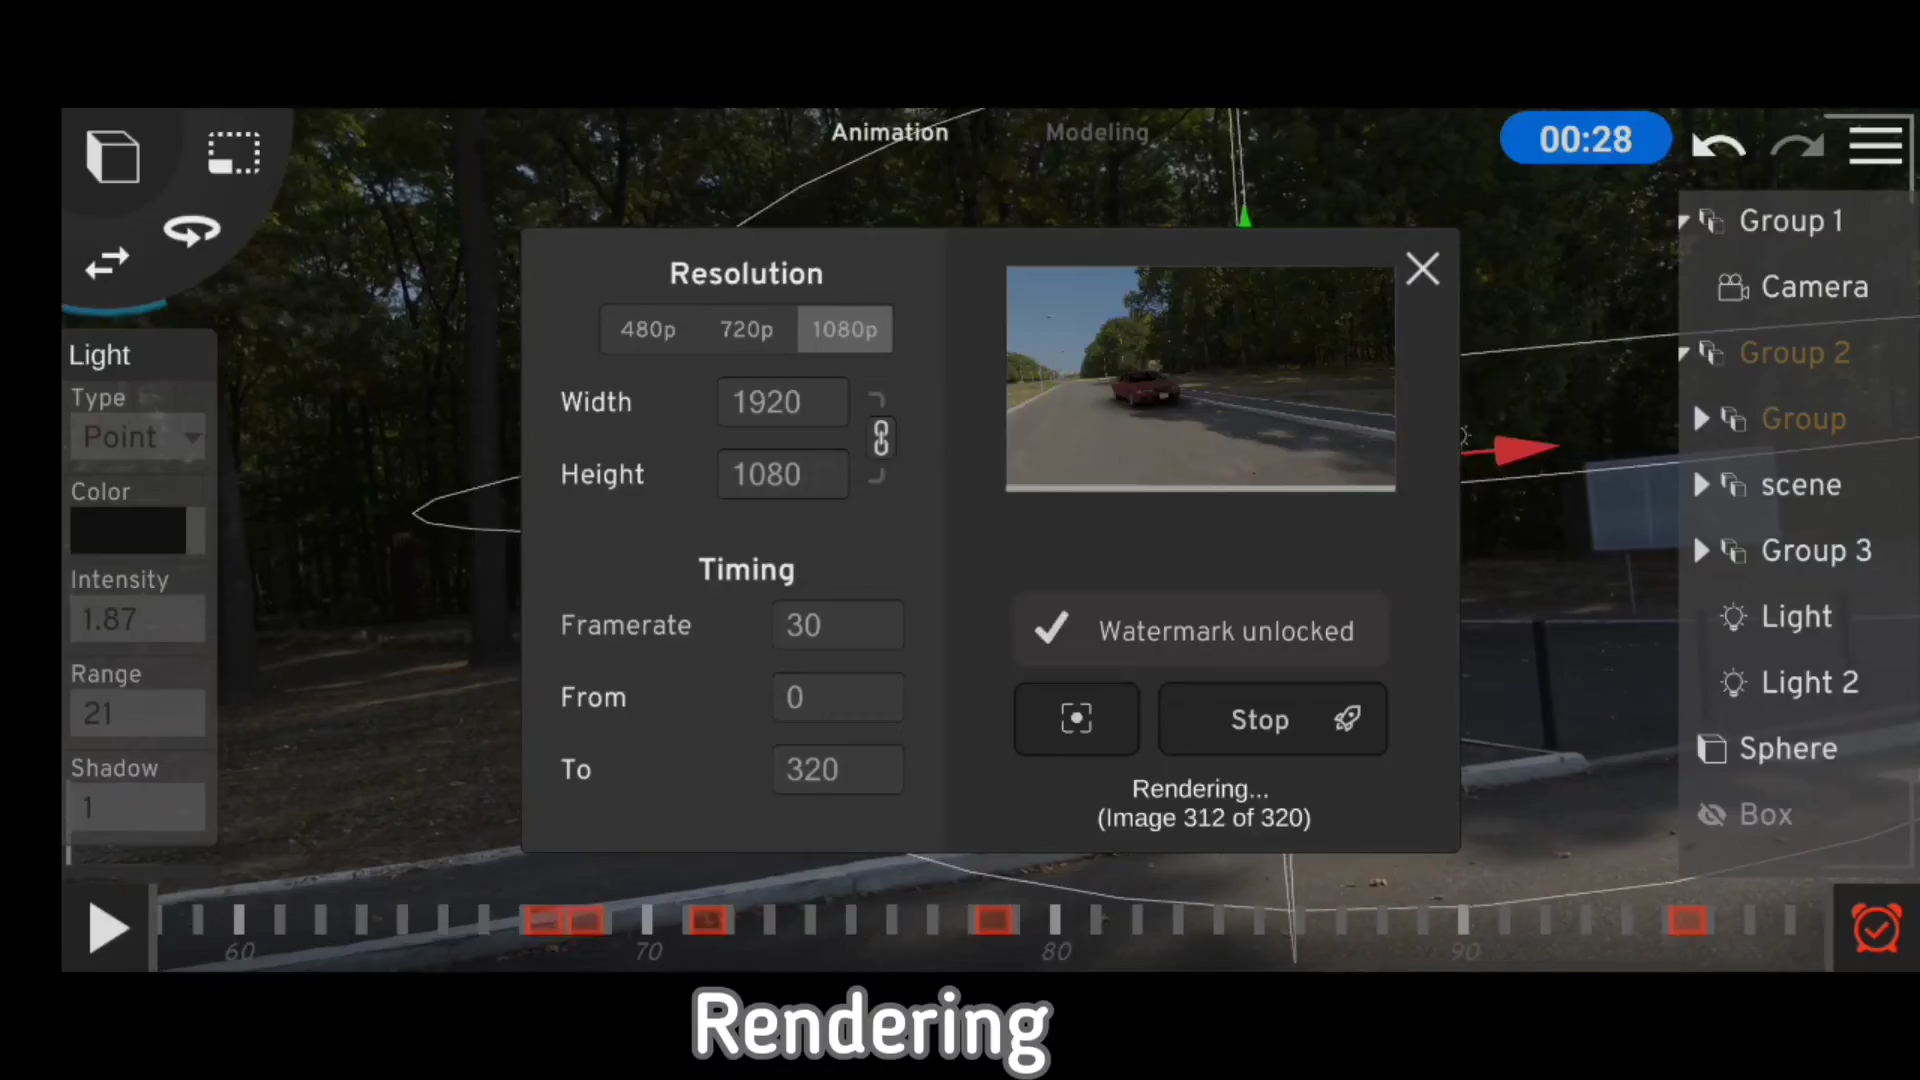 Animation
Modeling
00:28
Light
Type
Point
Color
Intensity
1.87
Range
21
Shadow
1
Resolution
480p 720p 1080p
Width 1920
Height 1080
Timing
Framerate 30
From 0
To 320
Watermark unlocked
Stop
Rendering...
(Image 312 of 320)
Group 1
Camera
Group 2
Group
scene
Group 3
Light
Light 2
Sphere
Box
60 70 80 90
Rendering